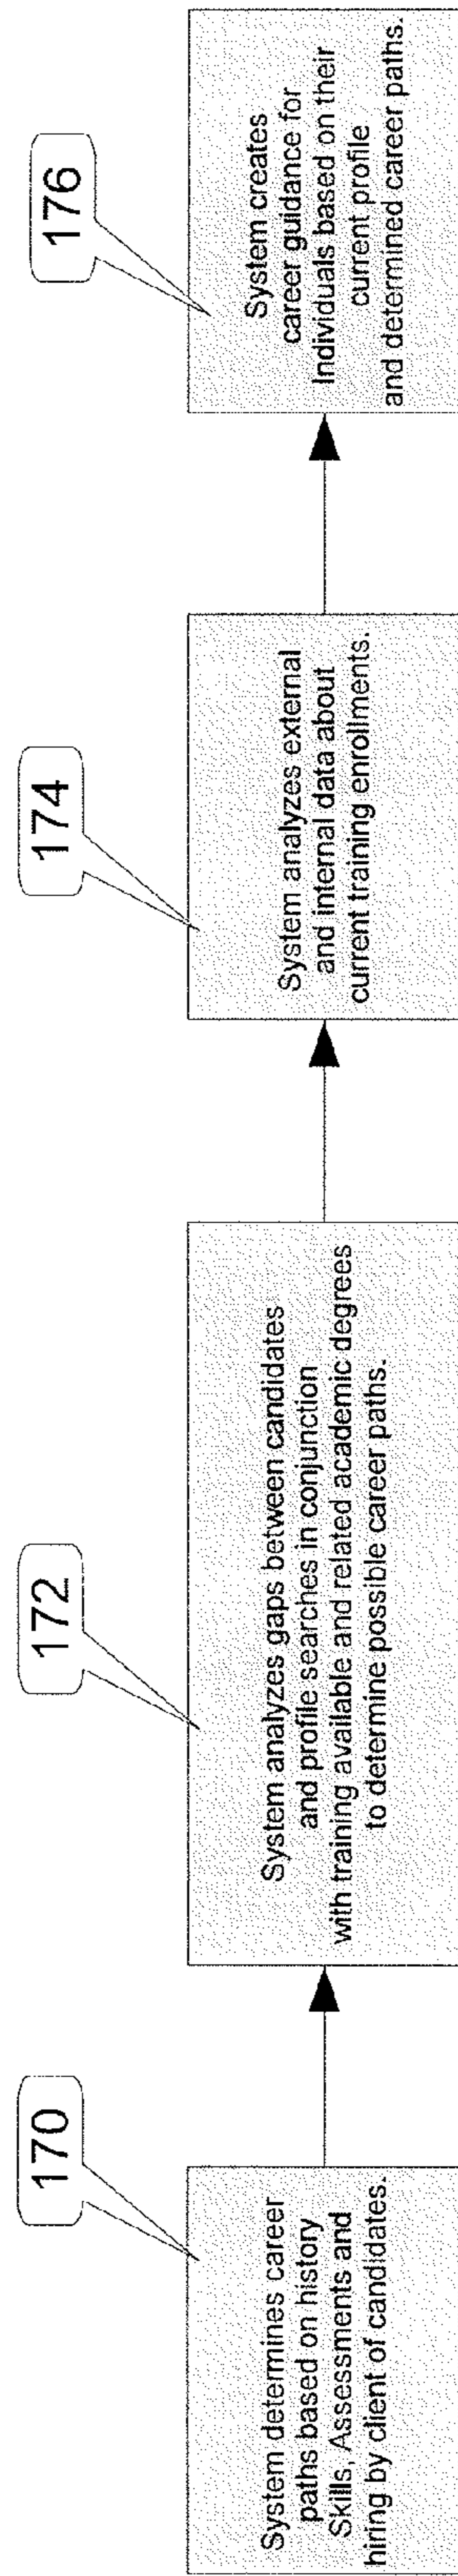 170
System determines career
paths based on history
Skills, Assessments and
hiring by client of candidates.
172
System analyzes gaps between candidates
and profile searches in conjunction
with training available and related academic degrees
to determine possible career paths.
174
System analyzes external
and internal data about
current training enrollments.
176
System creates
career guidance for
Individuals based on their
current profile
and determined career paths.